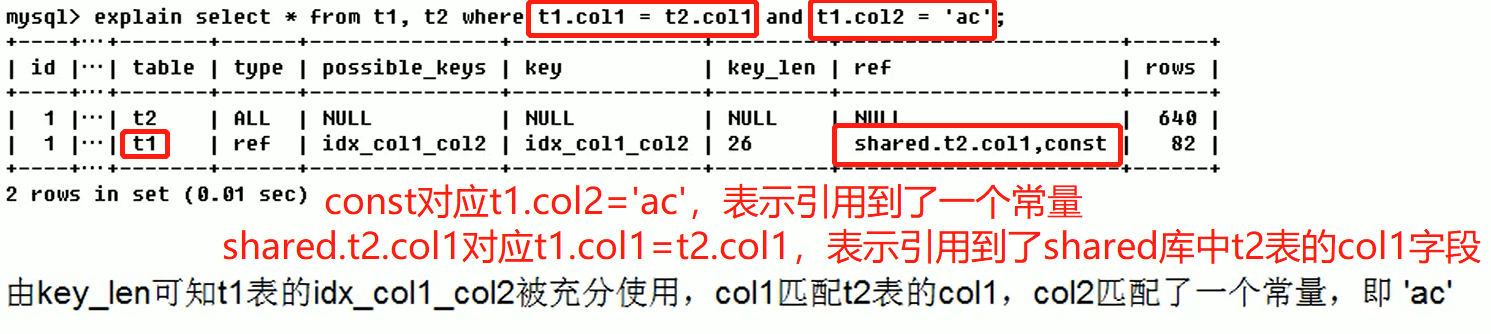 mysql> explain select * from t1, t2 where t1.col1 = t2.col1 and t1.col2 = 'ac';
+----+…+-------+------+---------------+---------------+---------+----------------------+------+
| id |…| table | type | possible_keys | key | key_len | ref | rows |
+----+…+-------+------+---------------+---------------+---------+----------------------+------+
| 1 |…| t2 | ALL | NULL | NULL | NULL | NULL | 640 |
| 1 |…| t1 | ref | idx_col1_col2 | idx_col1_col2 | 26 | shared.t2.col1,const | 82 |
+----+…+-------+------+---------------+---------------+---------+----------------------+------+
2 rows in set (0.01 sec)
const对应t1.col2='ac'，表示引用到了一个常量
shared.t2.col1对应t1.col1=t2.col1，表示引用到了shared库中t2表的col1字段
由key_len可知t1表的idx_col1_col2被充分使用，col1匹配t2表的col1，col2匹配了一个常量，即 'ac'